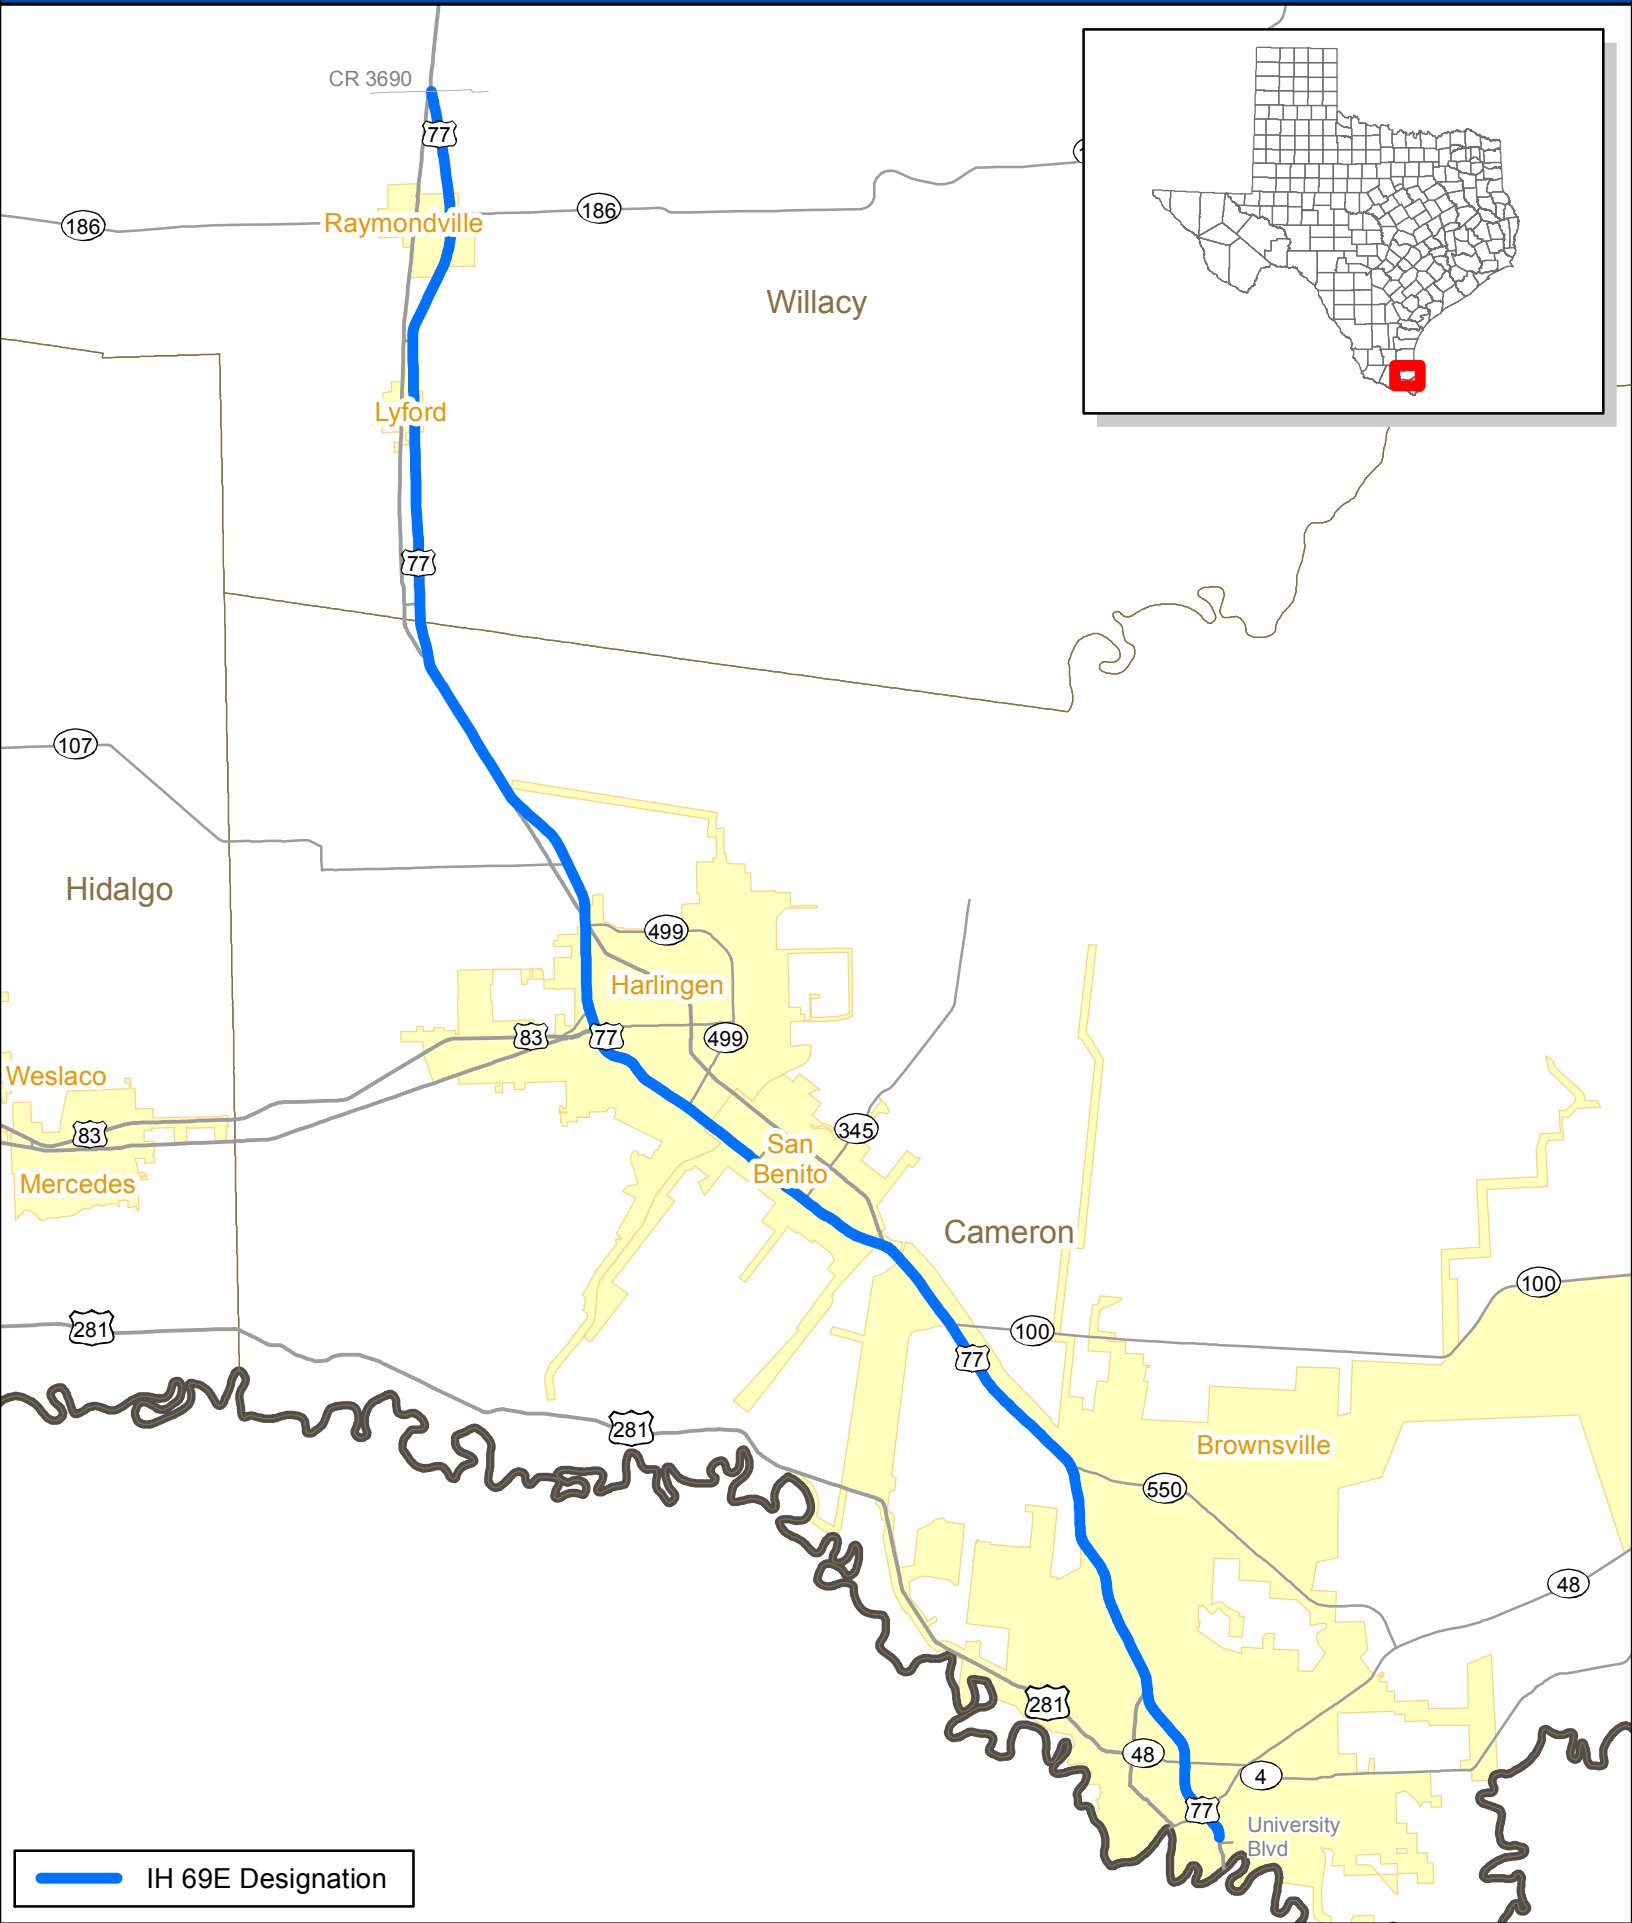 CR 3690
77
186
186
Raymondville
Willacy
Lyford
77
107
Hidalgo
499
Harlingen
83
77
499
Weslaco
83
345
San
Benito
Mercedes
Cameron
100
281
100
77
281
Brownsville
550
48
281
48
4
77
University
Blvd
IH 69E Designation